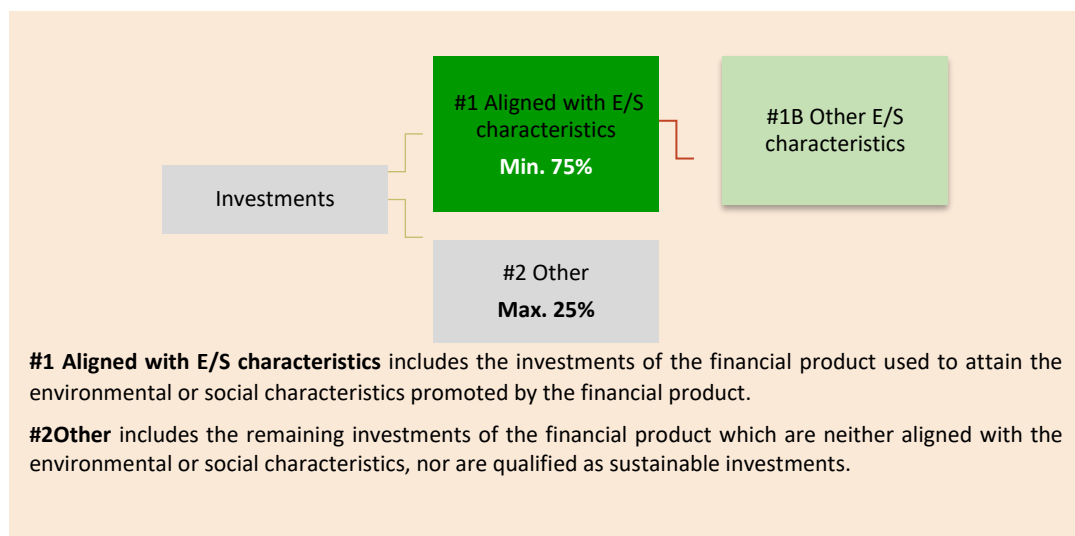 #1 Aligned with E/S
characteristics
Min. 75%
#1B Other E/S
characteristics
Investments
#2 Other
Max. 25%
#1 Aligned with E/S characteristics includes the investments of the financial product used to attain the
environmental or social characteristics promoted by the financial product.
#2Other includes the remaining investments of the financial product which are neither aligned with the
environmental or social characteristics, nor are qualified as sustainable investments.